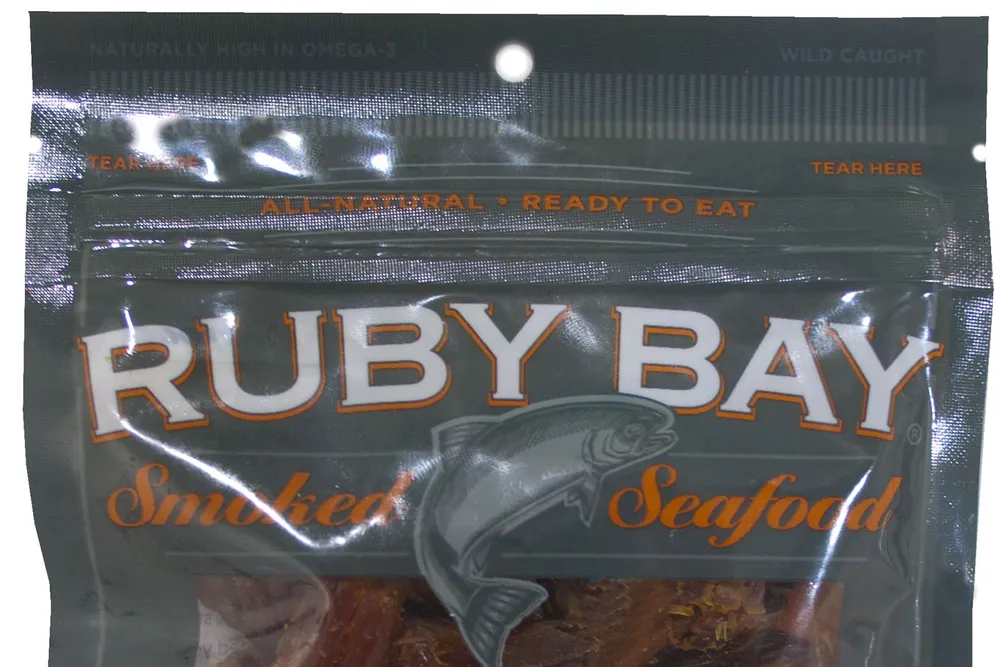 NATURALLY HIGH IN OMEGA-3
WILD CAUGHT
TEAR HERE
TEAR HERE
ALL-NATURAL • READY TO EAT
RUBY BAY®
Smoked Seafood